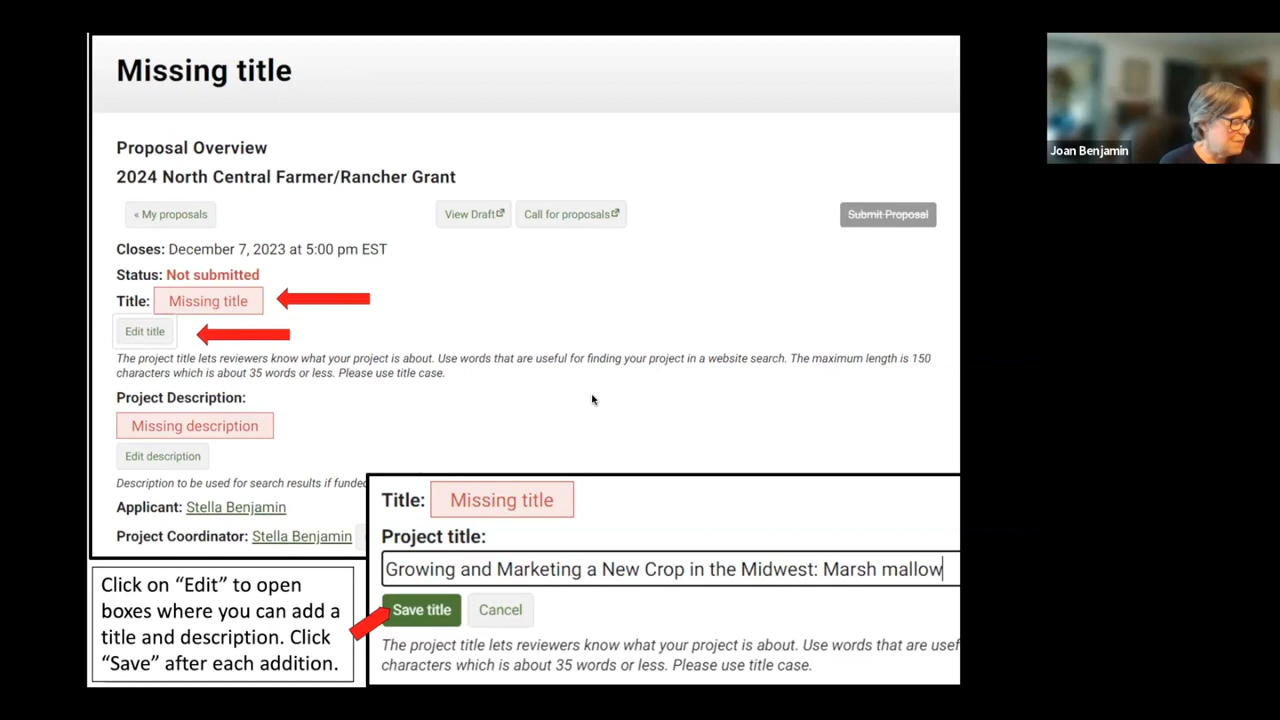 Missing title
Proposal Overview
2024 North Central Farmer/Rancher Grant
« My proposals
View Draft
Call for proposals
Submit Proposal
Closes: December 7, 2023 at 5:00 pm EST
Status: Not submitted
Title: Missing title
Edit title
The project title lets reviewers know what your project is about. Use words that are useful for finding your project in a website search. The maximum length is 150
characters which is about 35 words or less. Please use title case.
Project Description:
Missing description
Edit description
Description to be used for search results if funded
Applicant: Stella Benjamin
Project Coordinator: Stella Benjamin
Click on “Edit” to open
boxes where you can add a
title and description. Click
“Save” after each addition.
Title: Missing title
Project title:
Growing and Marketing a New Crop in the Midwest: Marsh mallow
Save title
Cancel
The project title lets reviewers know what your project is about. Use words that are usef
characters which is about 35 words or less. Please use title case.
Joan Benjamin